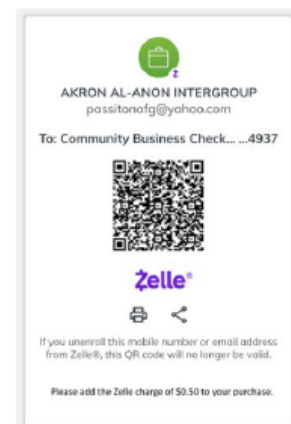 AKRON AL-ANON INTERGROUP
passitonafg@yahoo.com
To: Community Business Check... ...4937
Zelle®
If you unenroll this mobile number or email address
from Zelle®, this QR code will no longer be valid.
Please add the Zelle charge of $0.50 to your purchase.